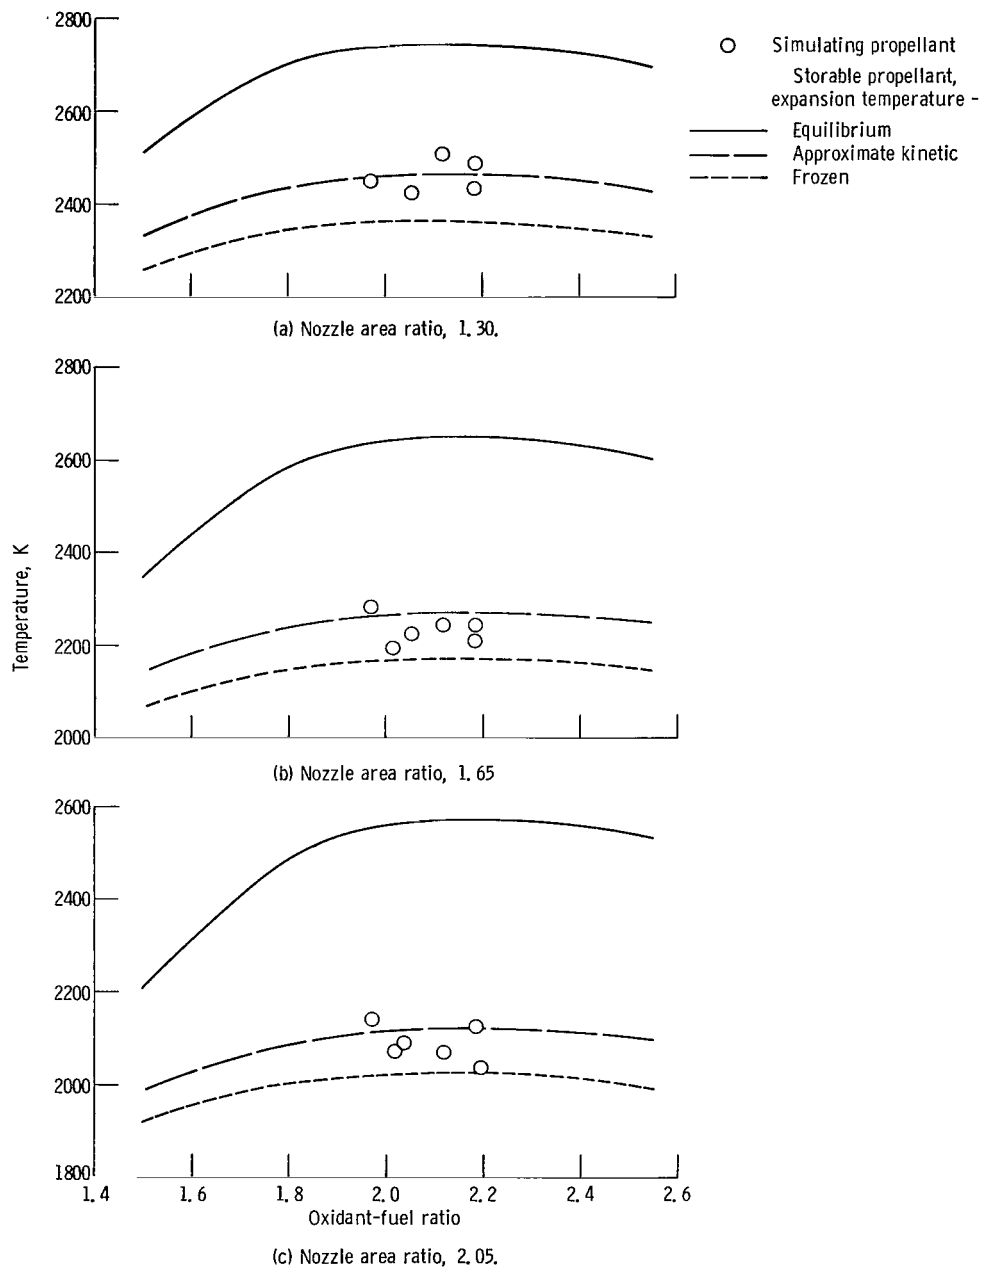 2800
2600
2400
2200
Simulating propellant
Storable propellant,
expansion temperature -
Equilibrium
Approximate kinetic
Frozen
(a) Nozzle area ratio, 1.30.
2800
2600
2400
2200
2000
Temperature, K
(b) Nozzle area ratio, 1.65
2600
2400
2200
2000
1800
1.4 1.6 1.8 2.0 2.2 2.4 2.6
Oxidant-fuel ratio
(c) Nozzle area ratio, 2.05.